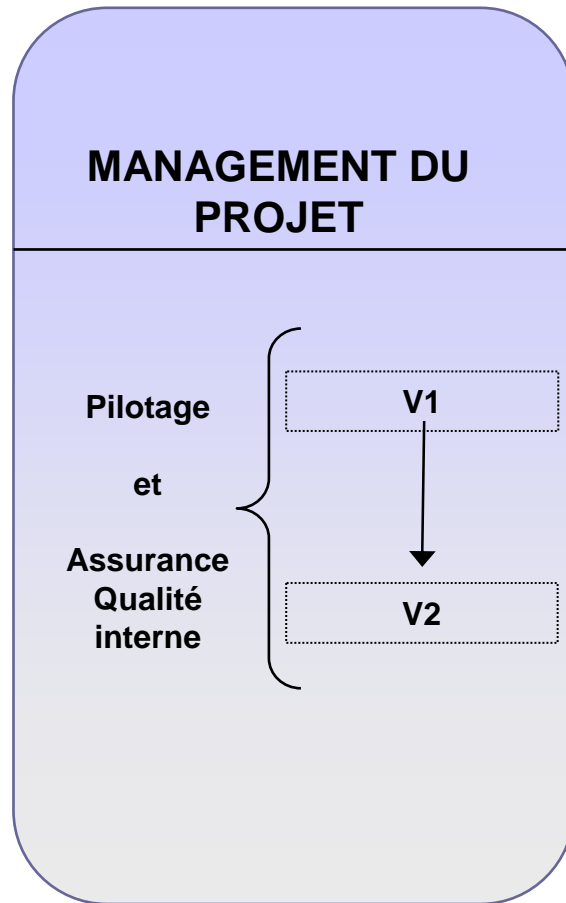 MANAGEMENT DU
PROJET
Pilotage
et
Assurance
Qualité
interne
V1
V2